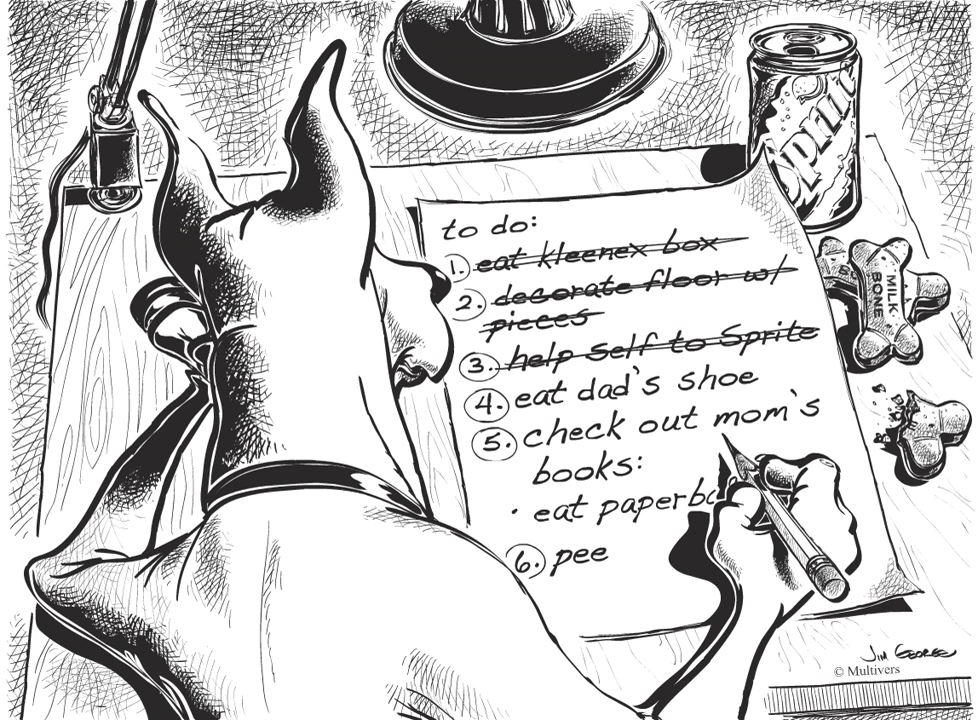 Sprite
to do:
1. eat kleenex box
2. decorate floor w/
pieces
3. help self to Sprite
4. eat dad's shoe
MILK
BONE
5. check out mom's
books:
· eat paperba
6. pee
Jim George
© Multivers